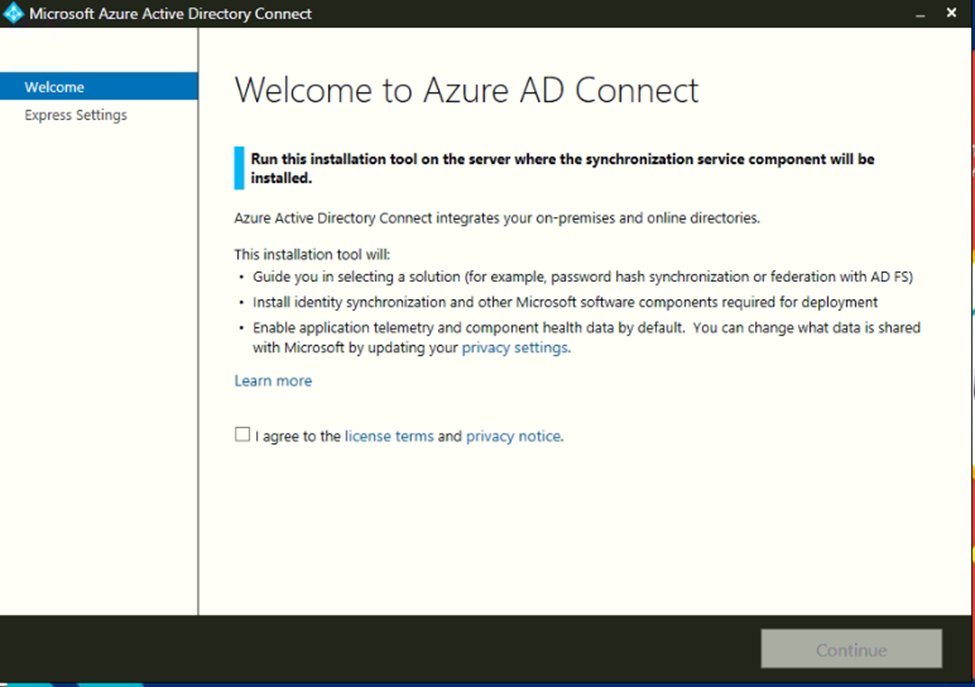 Microsoft Azure Active Directory Connect
Welcome
Express Settings
Welcome to Azure AD Connect
Run this installation tool on the server where the synchronization service component will be
installed.
Azure Active Directory Connect integrates your on-premises and online directories.
This installation tool will:
• Guide you in selecting a solution (for example, password hash synchronization or federation with AD FS)
• Install identity synchronization and other Microsoft software components required for deployment
• Enable application telemetry and component health data by default. You can change what data is shared
with Microsoft by updating your privacy settings.
Learn more
I agree to the license terms and privacy notice.
Continue